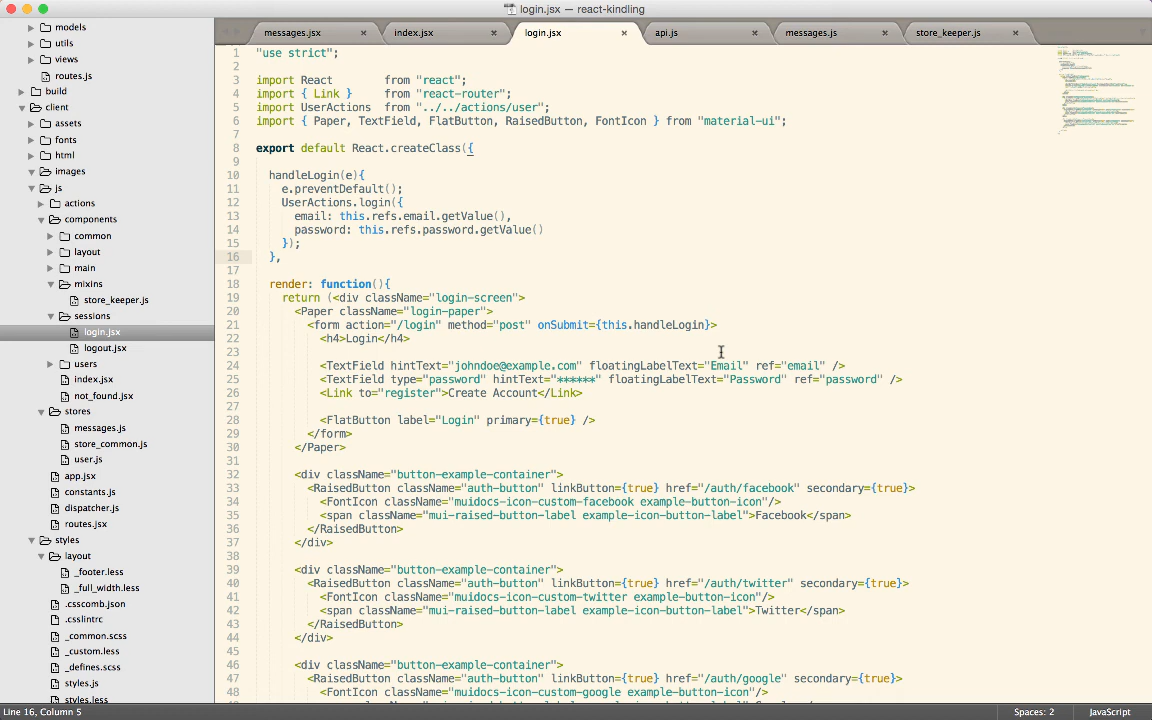 login.jsx — react-kindling
models
utils
views
routes.js
build
client
assets
fonts
html
images
js
actions
components
common
layout
main
mixins
store_keeper.js
sessions
login.jsx
logout.jsx
users
index.jsx
not_found.jsx
stores
messages.js
store_common.js
user.js
app.jsx
constants.js
dispatcher.js
routes.jsx
styles
layout
_footer.less
_full_width.less
.csscomb.json
.csslintrc
_common.scss
_custom.less
_defines.scss
styles.js
styles.less
messages.jsx × index.jsx × login.jsx × api.js × messages.js × store_keeper.js ×
1 "use strict";
2
3 import React        from "react";
4 import { Link }     from "react-router";
5 import UserActions  from "../../actions/user";
6 import { Paper, TextField, FlatButton, RaisedButton, FontIcon } from "material-ui";
7
8 export default React.createClass({
9
10   handleLogin(e){
11     e.preventDefault();
12     UserActions.login({
13       email: this.refs.email.getValue(),
14       password: this.refs.password.getValue()
15     });
16   },
17
18   render: function(){
19     return (<div className="login-screen">
20       <Paper className="login-paper">
21         <form action="/login" method="post" onSubmit={this.handleLogin}>
22           <h4>Login</h4>
23
24           <TextField hintText="johndoe@example.com" floatingLabelText="Email" ref="email" />
25           <TextField type="password" hintText="******" floatingLabelText="Password" ref="password" />
26           <Link to="register">Create Account</Link>
27
28           <FlatButton label="Login" primary={true} />
29         </form>
30       </Paper>
31
32       <div className="button-example-container">
33         <RaisedButton className="auth-button" linkButton={true} href="/auth/facebook" secondary={true}>
34           <FontIcon className="muidocs-icon-custom-facebook example-button-icon"/>
35           <span className="mui-raised-button-label example-icon-button-label">Facebook</span>
36         </RaisedButton>
37       </div>
38
39       <div className="button-example-container">
40         <RaisedButton className="auth-button" linkButton={true} href="/auth/twitter" secondary={true}>
41           <FontIcon className="muidocs-icon-custom-twitter example-button-icon"/>
42           <span className="mui-raised-button-label example-icon-button-label">Twitter</span>
43         </RaisedButton>
44       </div>
45
46       <div className="button-example-container">
47         <RaisedButton className="auth-button" linkButton={true} href="/auth/google" secondary={true}>
48           <FontIcon className="muidocs-icon-custom-google example-button-icon"/>
Line 16, Column 5 Spaces: 2 JavaScript